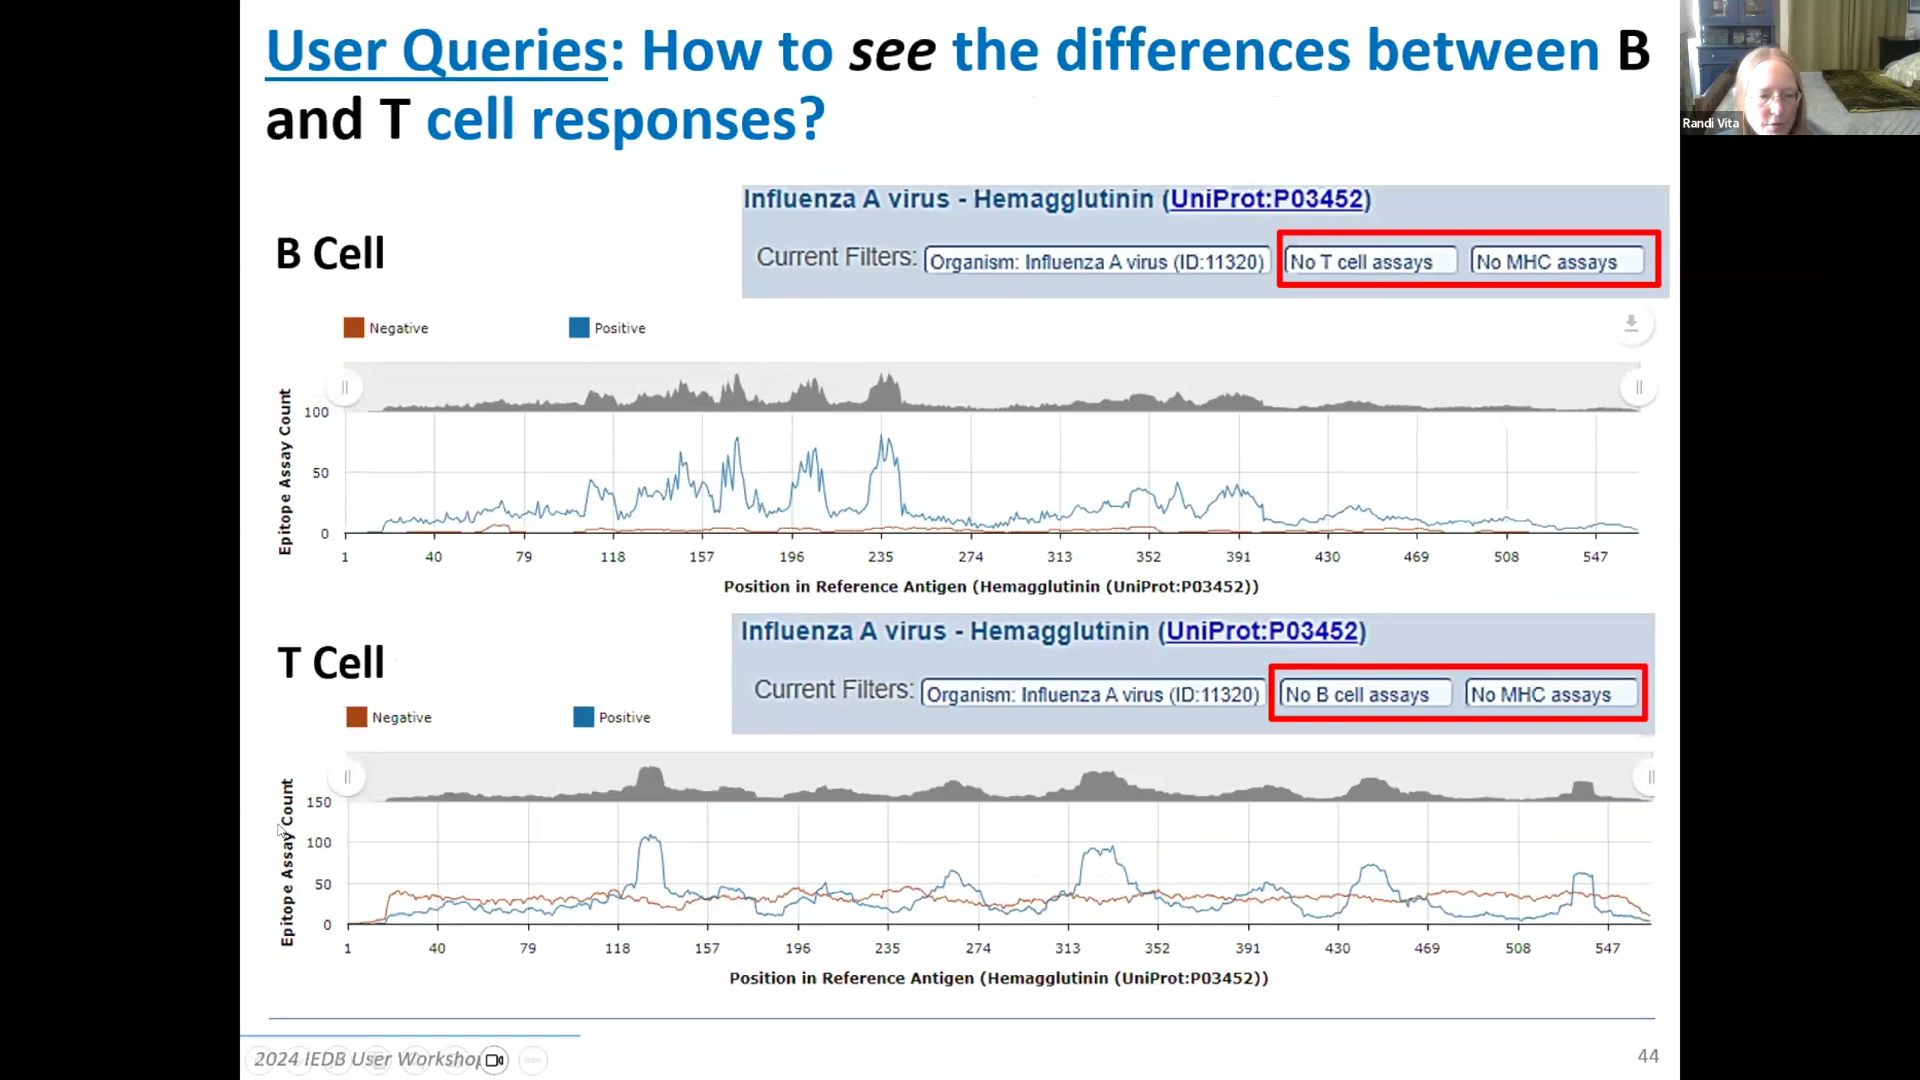 User Queries: How to see the differences between B
and T cell responses?
Randi Vita
B Cell
Influenza A virus - Hemagglutinin (UniProt:P03452)
Current Filters: Organism: Influenza A virus (ID:11320) No T cell assays No MHC assays
Negative Positive
Epitope Assay Count
100
50
0
1 40 79 118 157 196 235 274 313 352 391 430 469 508 547
Position in Reference Antigen (Hemagglutinin (UniProt:P03452))
T Cell
Influenza A virus - Hemagglutinin (UniProt:P03452)
Current Filters: Organism: Influenza A virus (ID:11320) No B cell assays No MHC assays
Negative Positive
Epitope Assay Count
150
100
50
0
1 40 79 118 157 196 235 274 313 352 391 430 469 508 547
Position in Reference Antigen (Hemagglutinin (UniProt:P03452))
2024 IEDB User Workshop
44